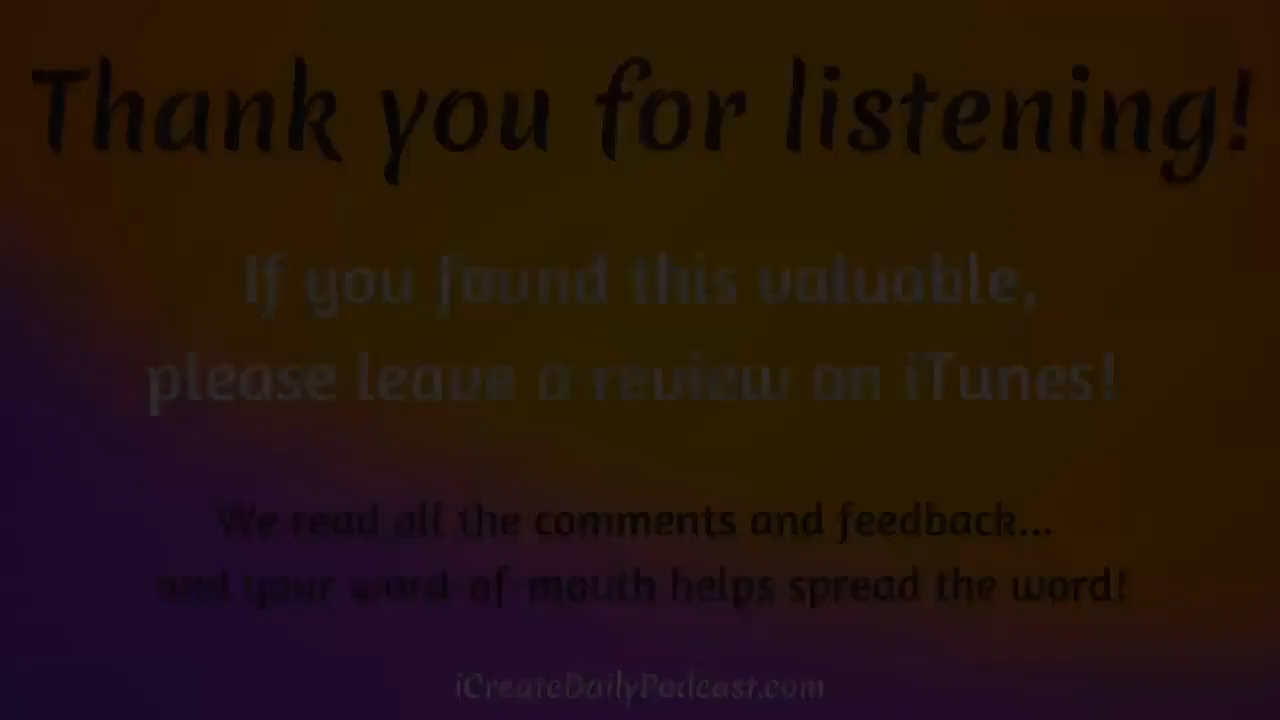 Thank you for listening!
If you found this valuable,
please leave a review on iTunes!
We read all the comments and feedback...
and your word-of-mouth helps spread the word!
iCreateDailyPodcast.com